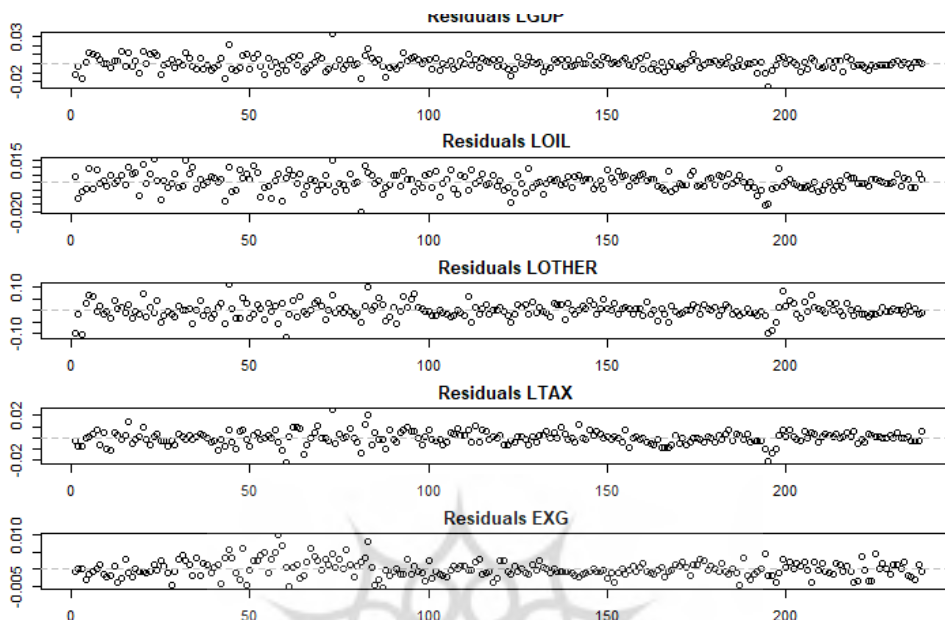 Residuals LGDP
0.03
-0.02
0 50 100 150 200
Residuals LOIL
0.015
-0.020
0 50 100 150 200
Residuals LOTHER
0.10
-0.10
0 50 100 150 200
Residuals LTAX
0.02
-0.02
0 50 100 150 200
Residuals EXG
0.010
-0.005
0 50 100 150 200